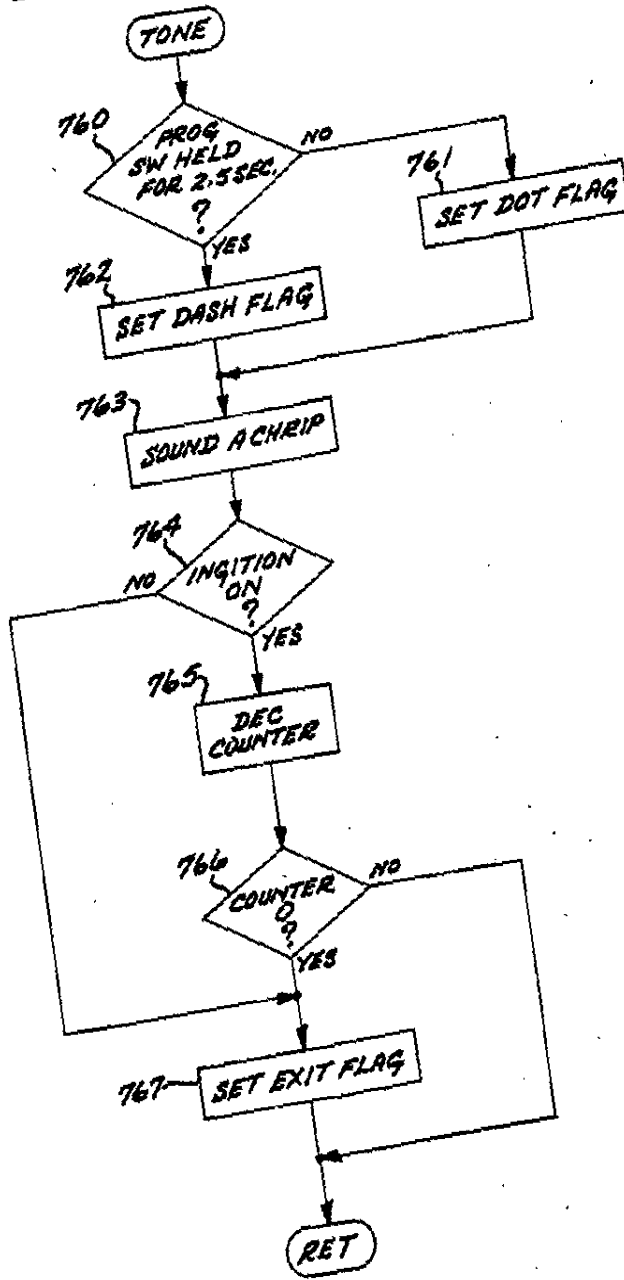 TONE
760
PROG
SW HELD
FOR 2.5 SEC.
?
NO
YES
761
SET DOT FLAG
762
SET DASH FLAG
763
SOUND A CHRIP
764
INGITION
ON
?
NO
YES
765
DEC
COUNTER
766
COUNTER
0
?
NO
YES
767
SET EXIT FLAG
RET